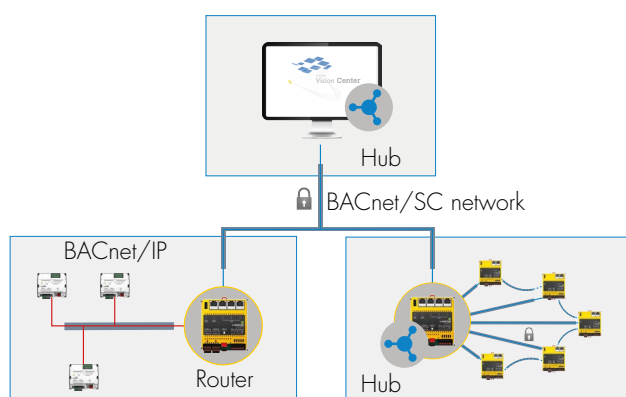 Vision Center
Hub
BACnet/SC network
BACnet/IP
Router
Hub